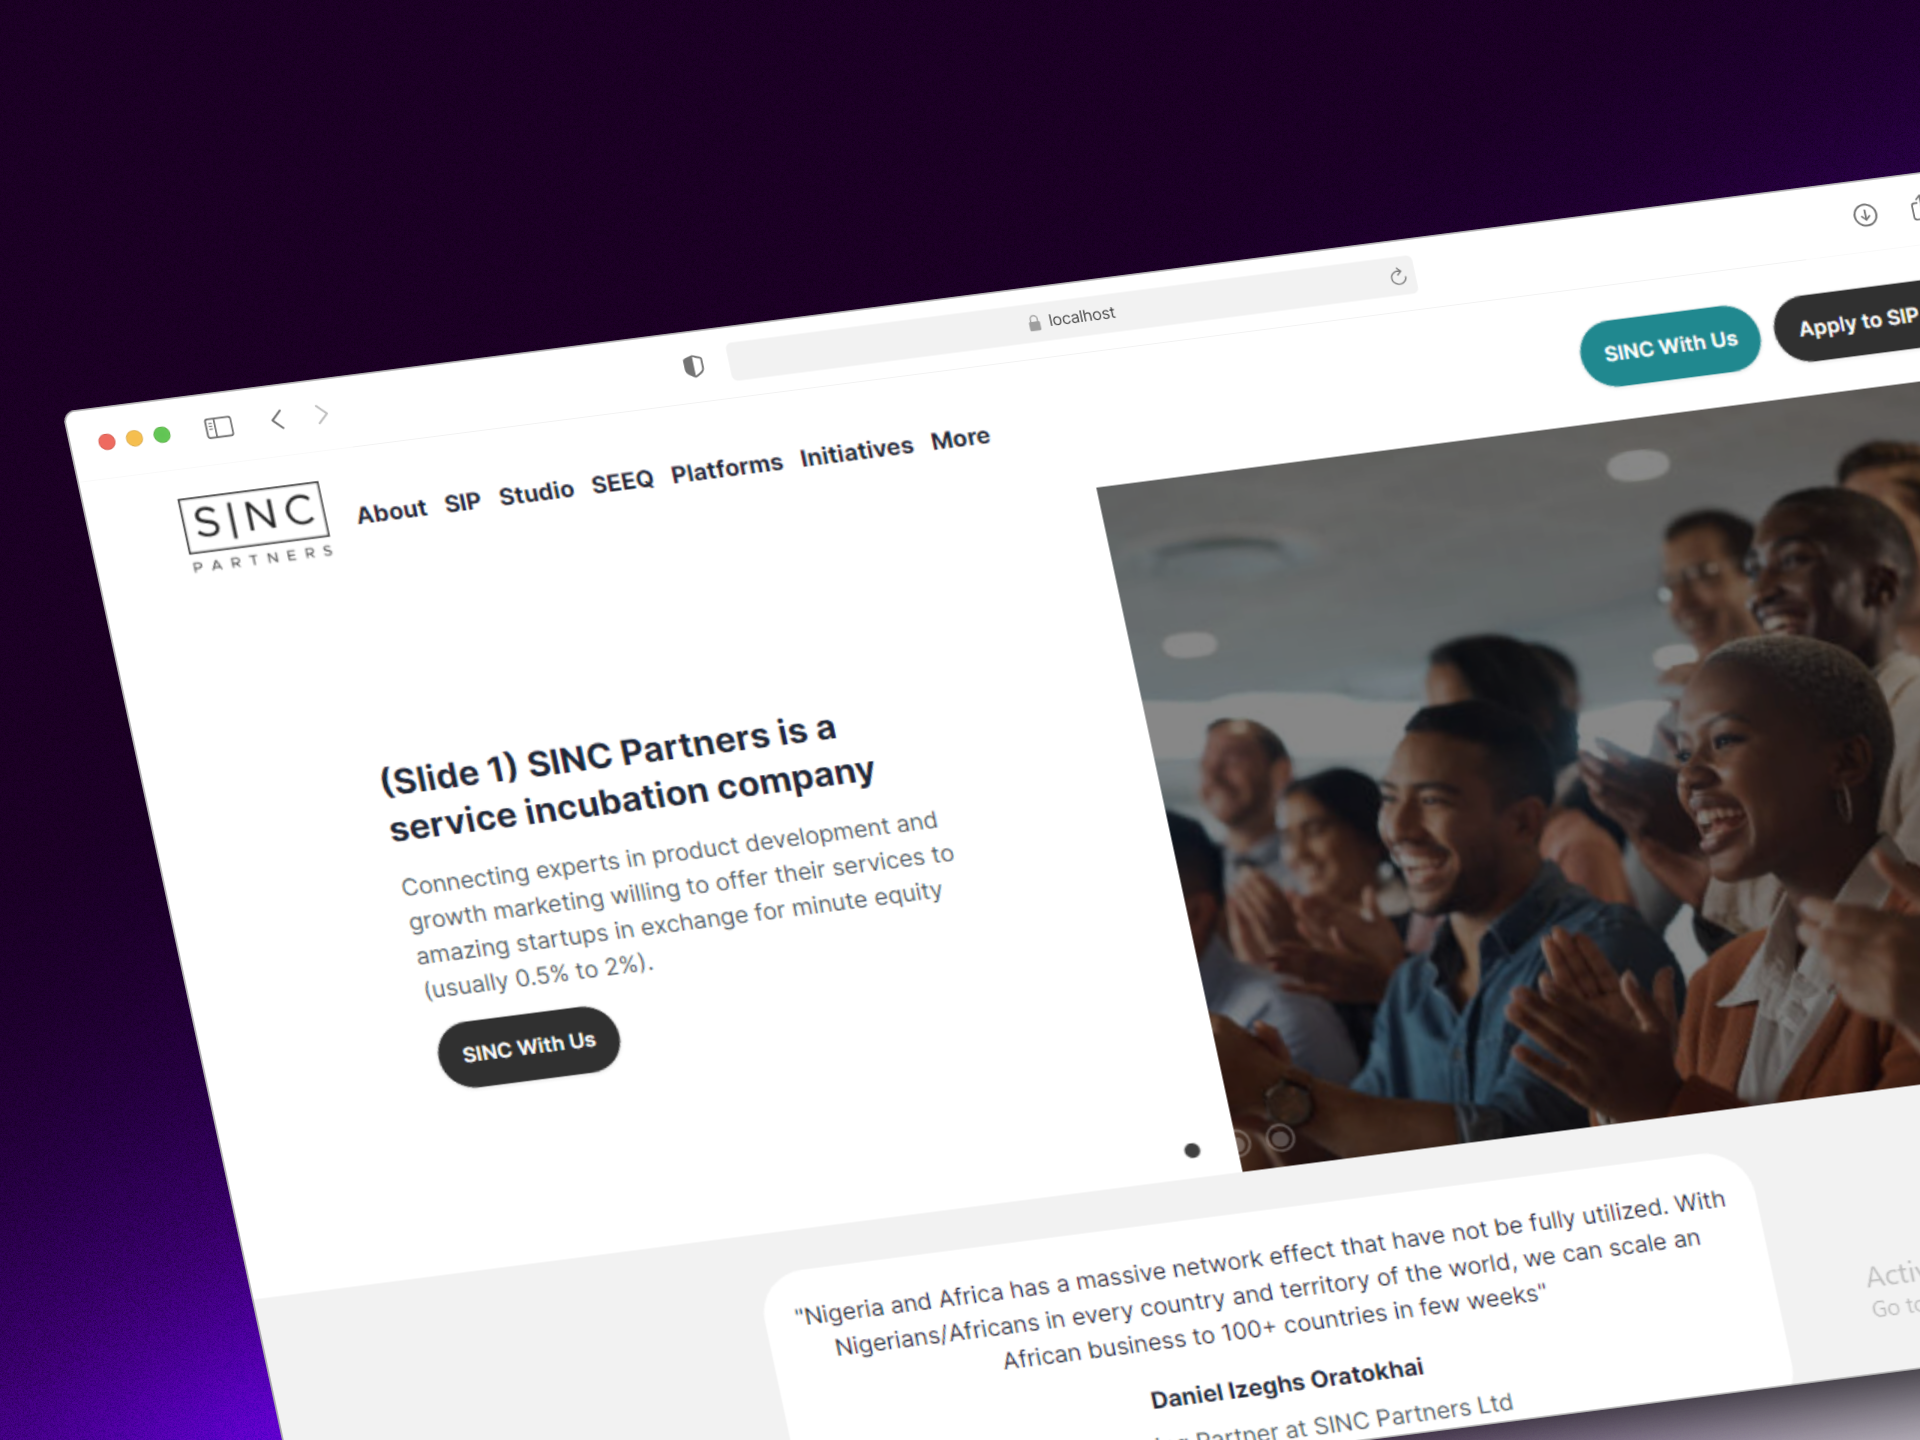 localhost
SINC With Us
Apply to SIP
S|NC
PARTNERS
About SIP Studio SEEQ Platforms Initiatives More
(Slide 1) SINC Partners is a
service incubation company
Connecting experts in product development and
growth marketing willing to offer their services to
amazing startups in exchange for minute equity
(usually 0.5% to 2%).
SINC With Us
"Nigeria and Africa has a massive network effect that have not be fully utilized. With
Nigerians/Africans in every country and territory of the world, we can scale an
African business to 100+ countries in few weeks"
Daniel Izeghs Oratokhai
Partner at SINC Partners Ltd
Go